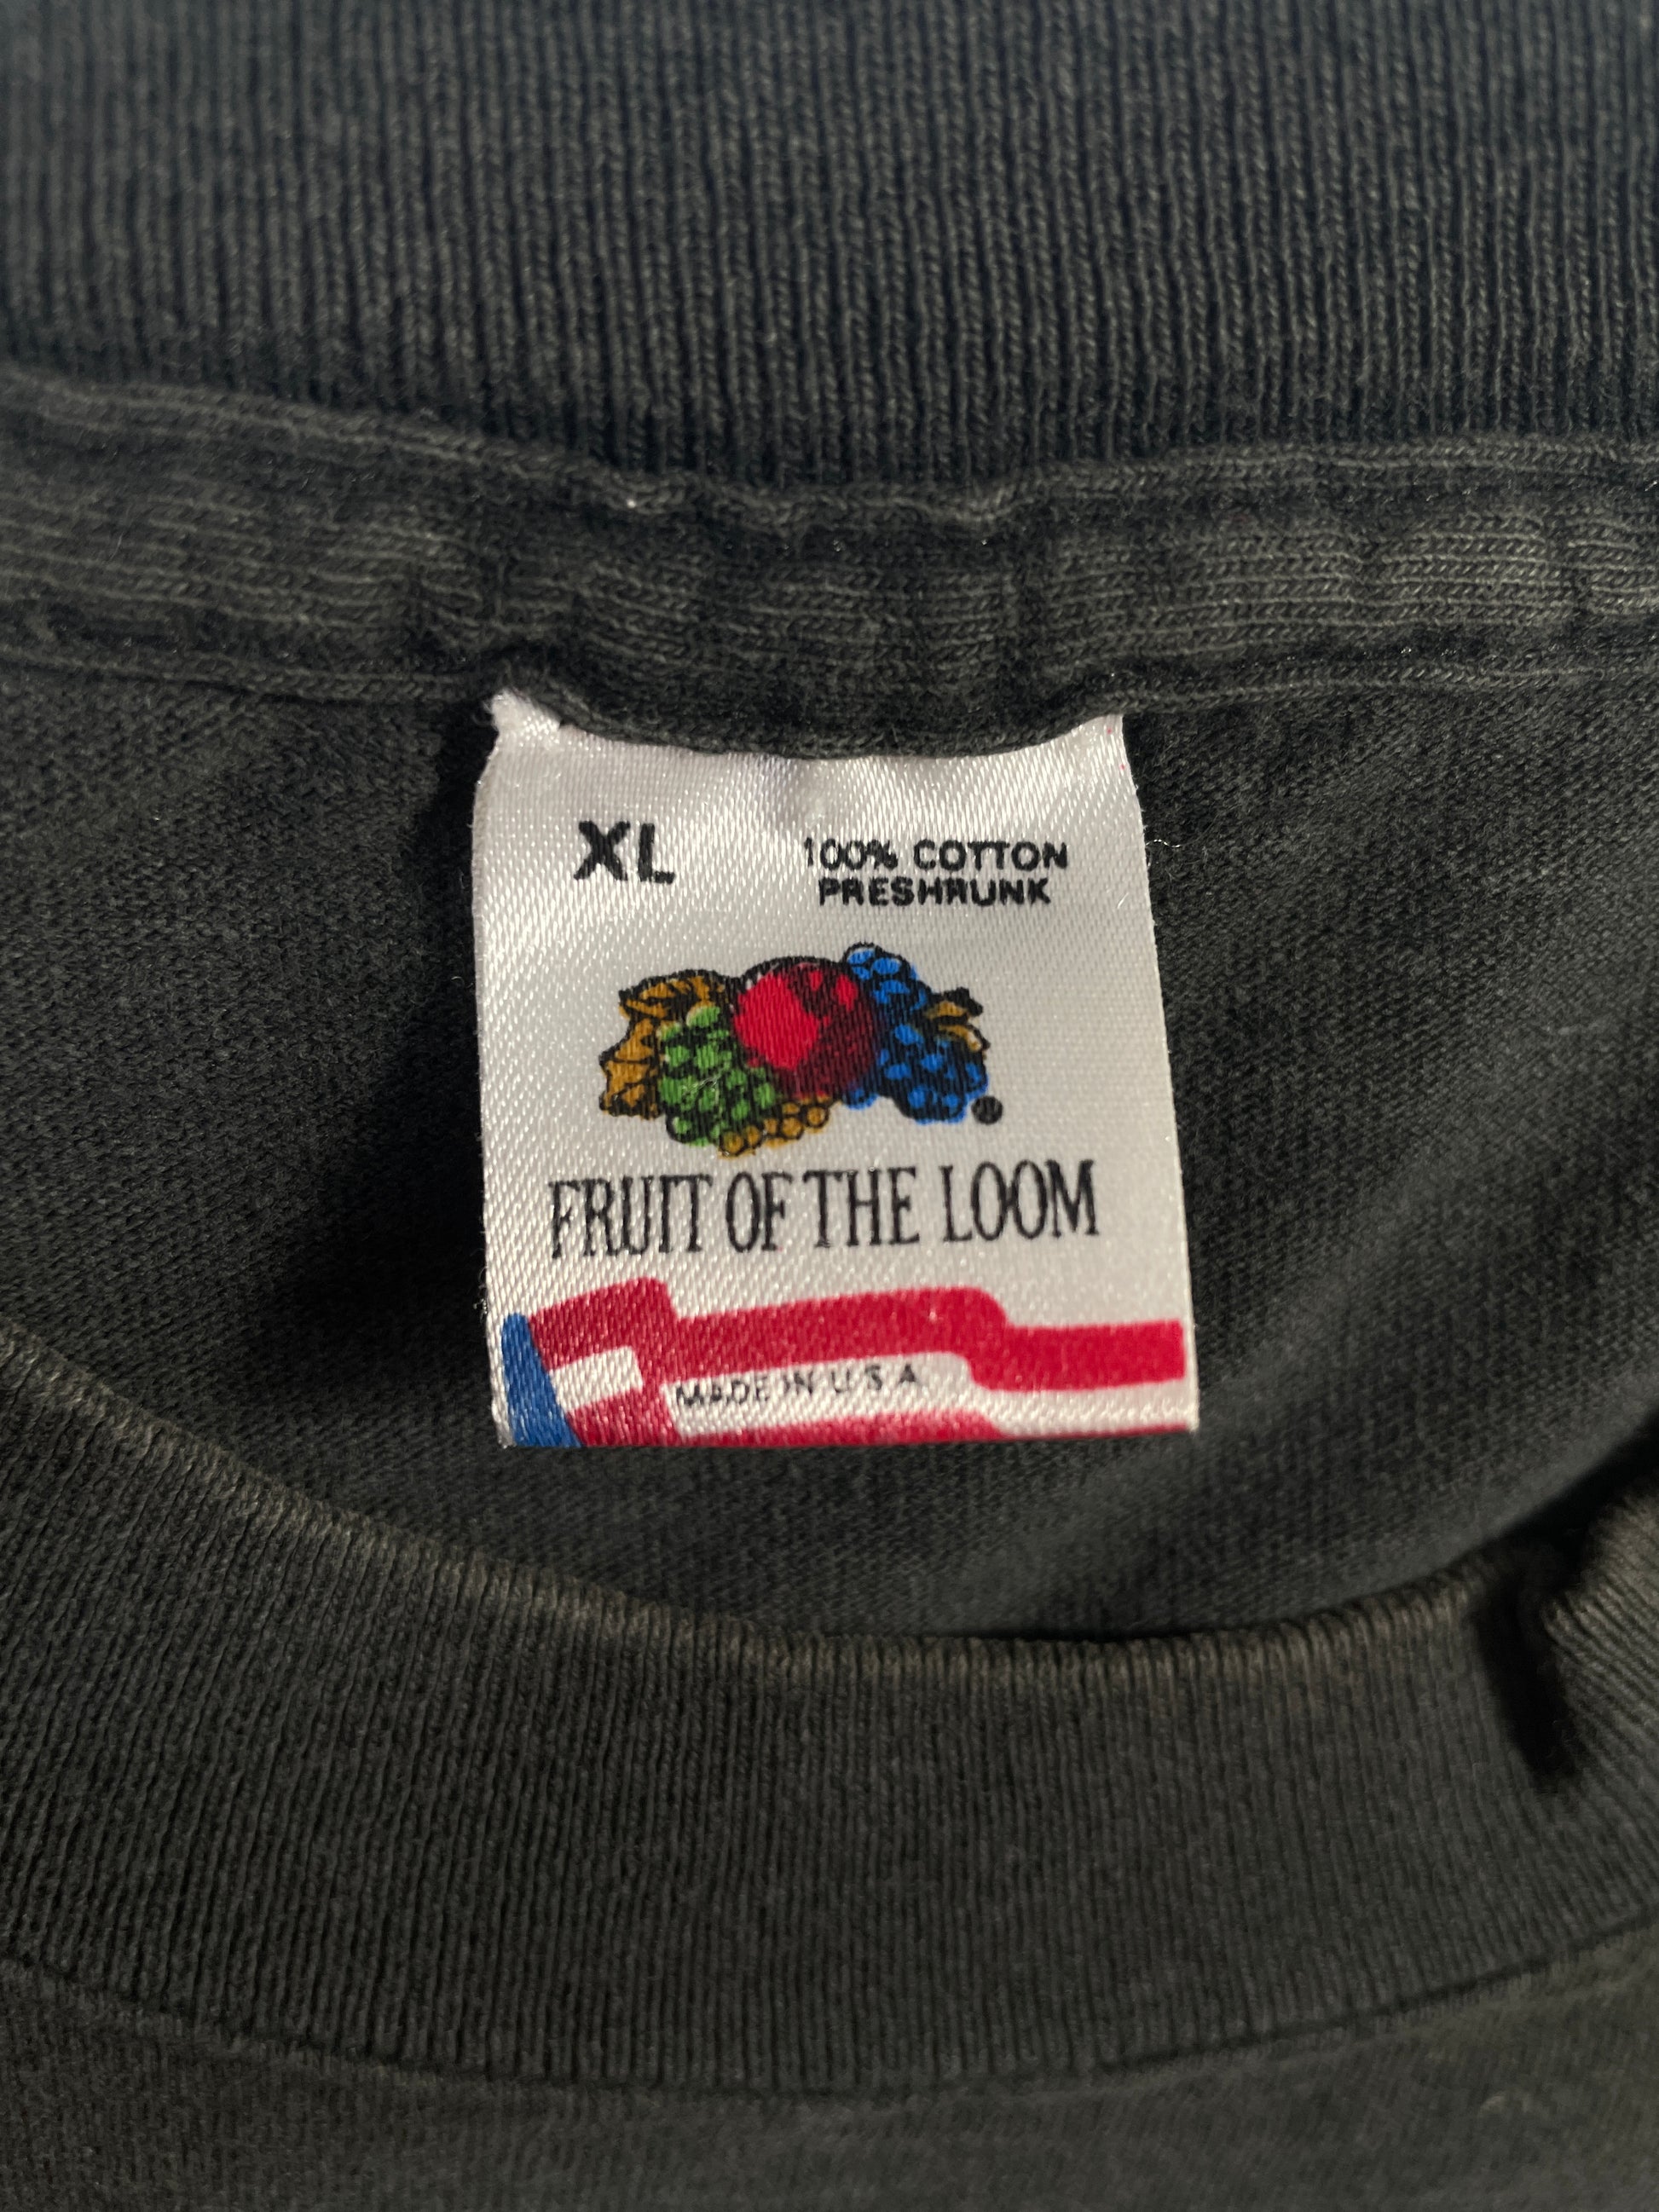 XL
100% COTTON
PRESHRUNK
FRUIT OF THE LOOM
MADE IN U.S.A.